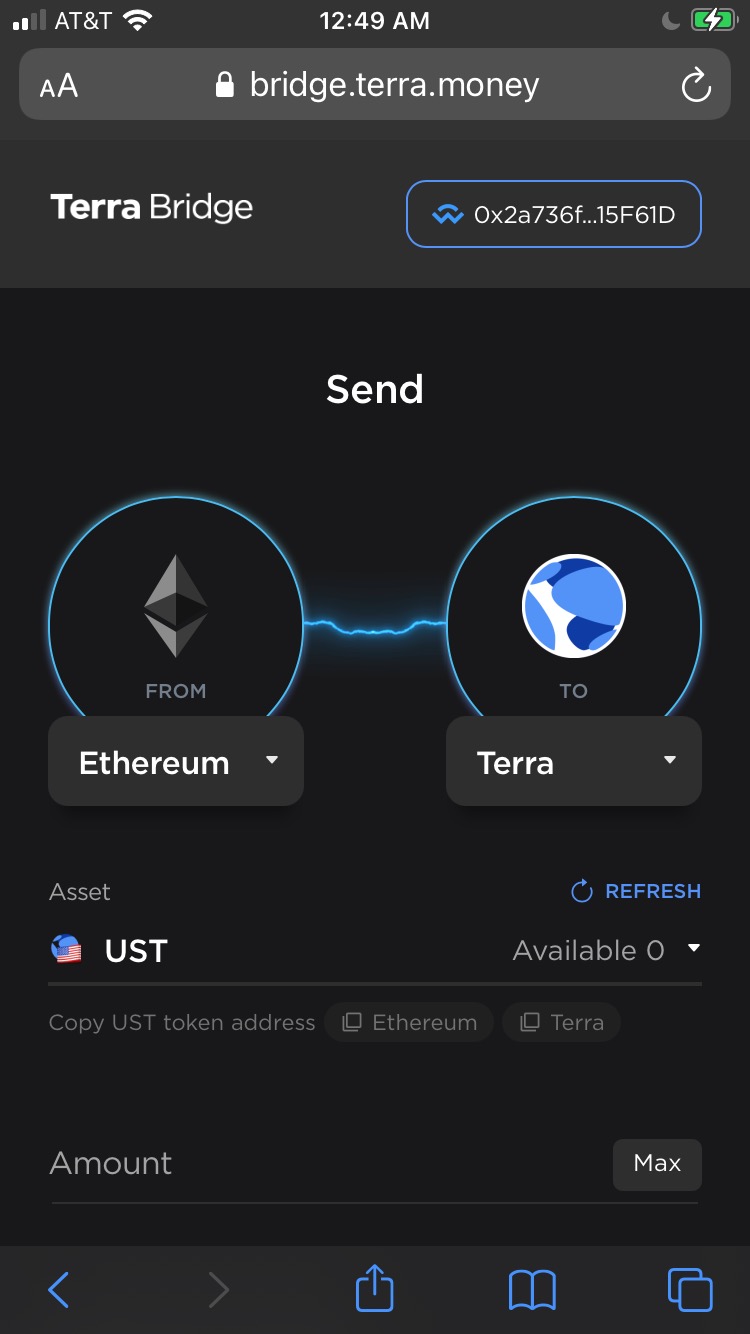 AT&T 12:49 AM
AA bridge.terra.money
Terra Bridge 0x2a736f...15F61D
Send
FROM TO
Ethereum Terra
Asset REFRESH
UST Available 0
Copy UST token address Ethereum Terra
Amount Max